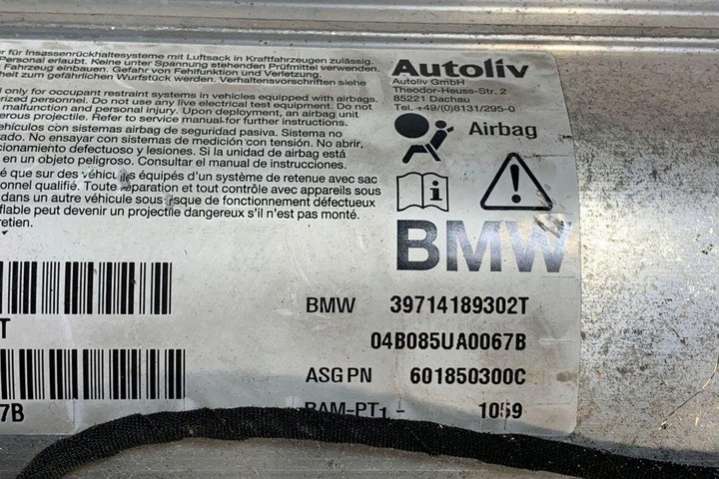 für Insassenrückhaltesysteme mit Luftsack in Kraftfahrzeugen zulässig.
Personal erlaubt. Keine unter Spannung stehenden Prüfmittel verwenden.
Fahrzeug einbauen. Gefahr von Fehlfunktion und Verletzung.
heit zum gefährlichen Wurfstück werden. Verhaltensvorschriften siehe
only for occupant restraint systems in vehicles equipped with airbags.
rized personnel. Do not use any live electrical test equipment. Do not
malfunction and personal injury. Upon deployment, an airbag unit
erous projectile. Refer to service manual for further instructions.
ehículos con sistemas airbag de seguridad pasiva. Sistema no
ado. No ensayar con sistemas de medición con tensión. No abrir,
cionamiento defectuoso y lesiones. Si la unidad de airbag está
en un objeto peligroso. Consultar el manual de instrucciones.
é que sur des véhicules équipés d'un système de retenue avec sac
onnel qualifié. Toute réparation et tout contrôle avec appareils sous
dans un autre véhicule sous risque de fonctionnement défectueux
flable peut devenir un projectile dangereux s'il n'est pas monté.
retien.
Autoliv
Autoliv GmbH
Theodor-Heuss-Str. 2
85221 Dachau
Tel. +49/(0)8131/295-0
Airbag
BMW
BMW 39714189302T
T
04B085UA0067B
ASG PN 601850300C
7B
BAM-PT1 - 1059